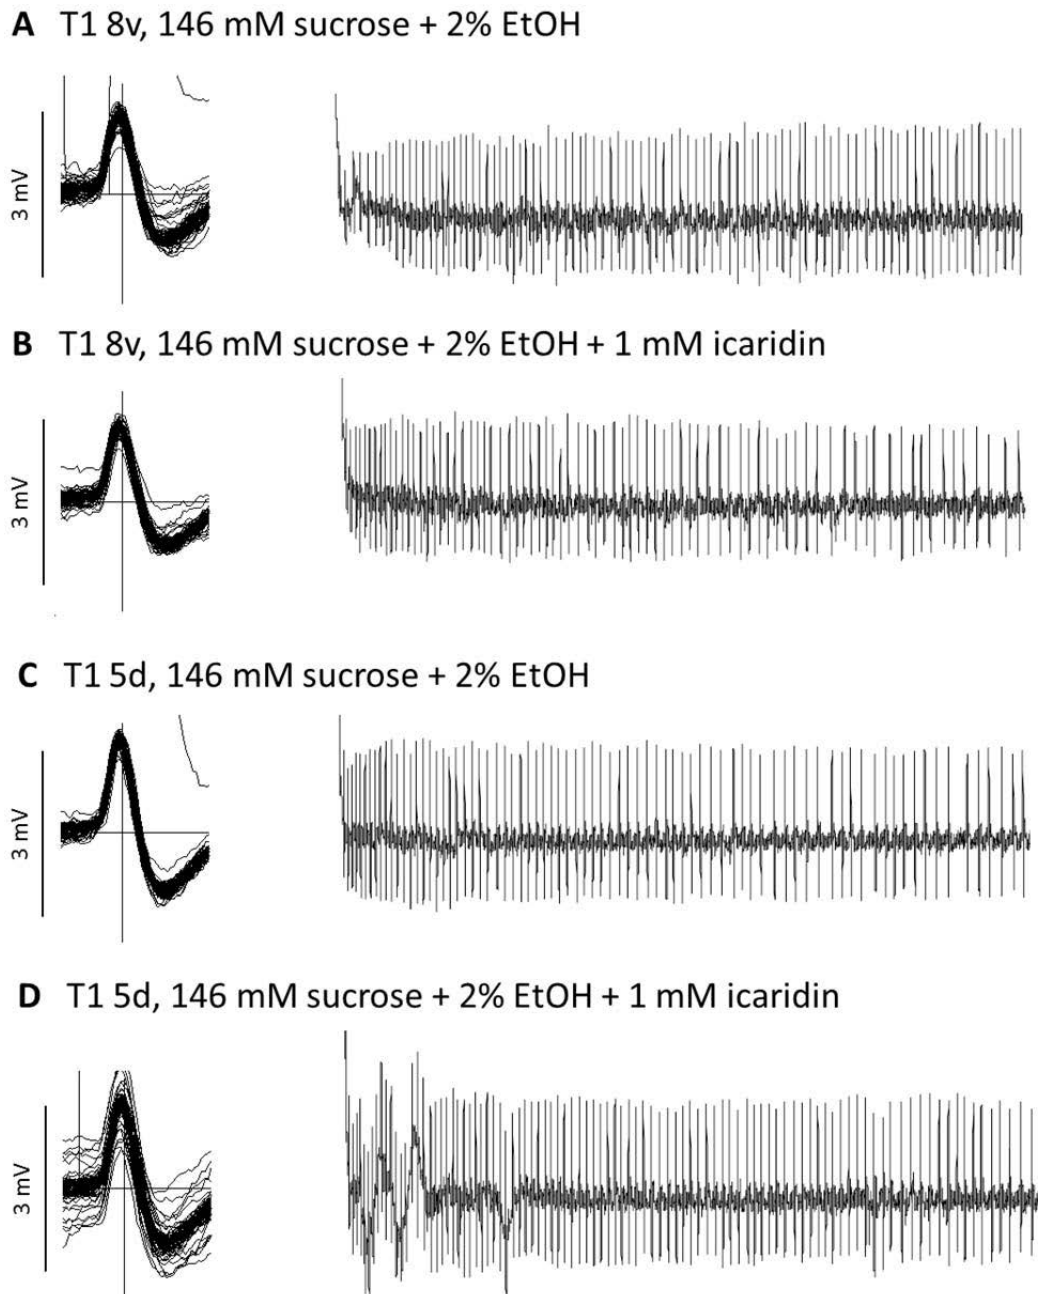 A T1 8v, 146 mM sucrose + 2% EtOH
3 mV
B T1 8v, 146 mM sucrose + 2% EtOH + 1 mM icaridin
3 mV
C T1 5d, 146 mM sucrose + 2% EtOH
3 mV
D T1 5d, 146 mM sucrose + 2% EtOH + 1 mM icaridin
3 mV